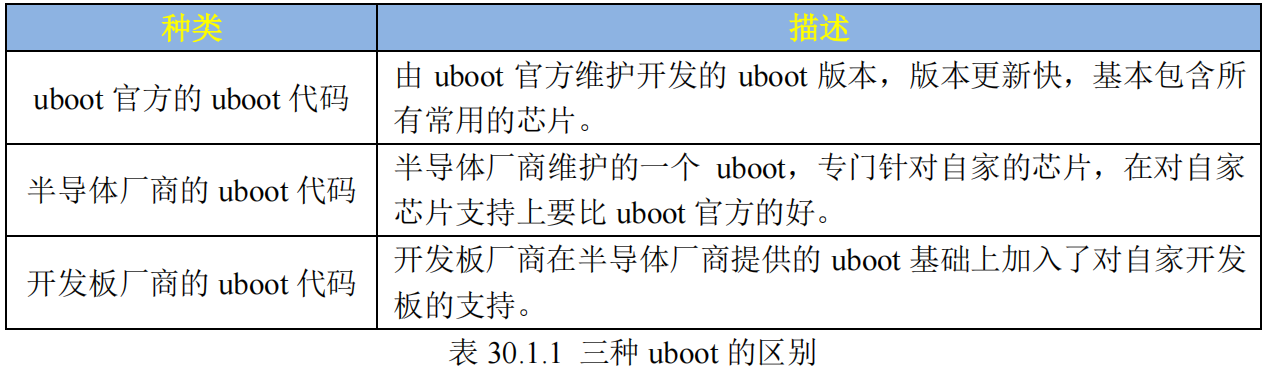 种类 描述
uboot 官方的 uboot 代码
由 uboot 官方维护开发的 uboot 版本，版本更新快，基本包含所
有常用的芯片。
半导体厂商的 uboot 代码
半导体厂商维护的一个 uboot，专门针对自家的芯片，在对自家
芯片支持上要比 uboot 官方的好。
开发板厂商的 uboot 代码
开发板厂商在半导体厂商提供的 uboot 基础上加入了对自家开发
板的支持。
表 30.1.1 三种 uboot 的区别